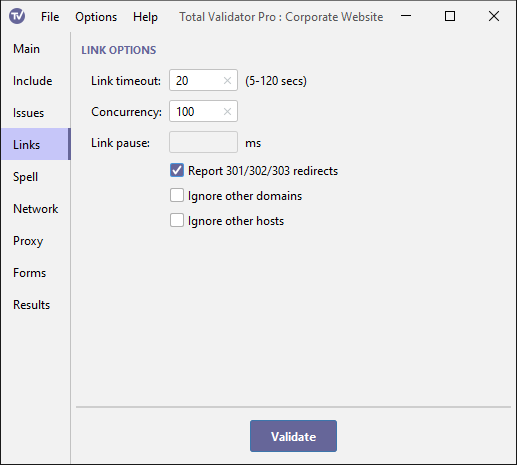 TV File Options Help Total Validator Pro : Corporate Website
Main
Include
Issues
Links
Spell
Network
Proxy
Forms
Results
LINK OPTIONS
Link timeout: 20 (5-120 secs)
Concurrency: 100
Link pause: ms
Report 301/302/303 redirects
Ignore other domains
Ignore other hosts
Validate